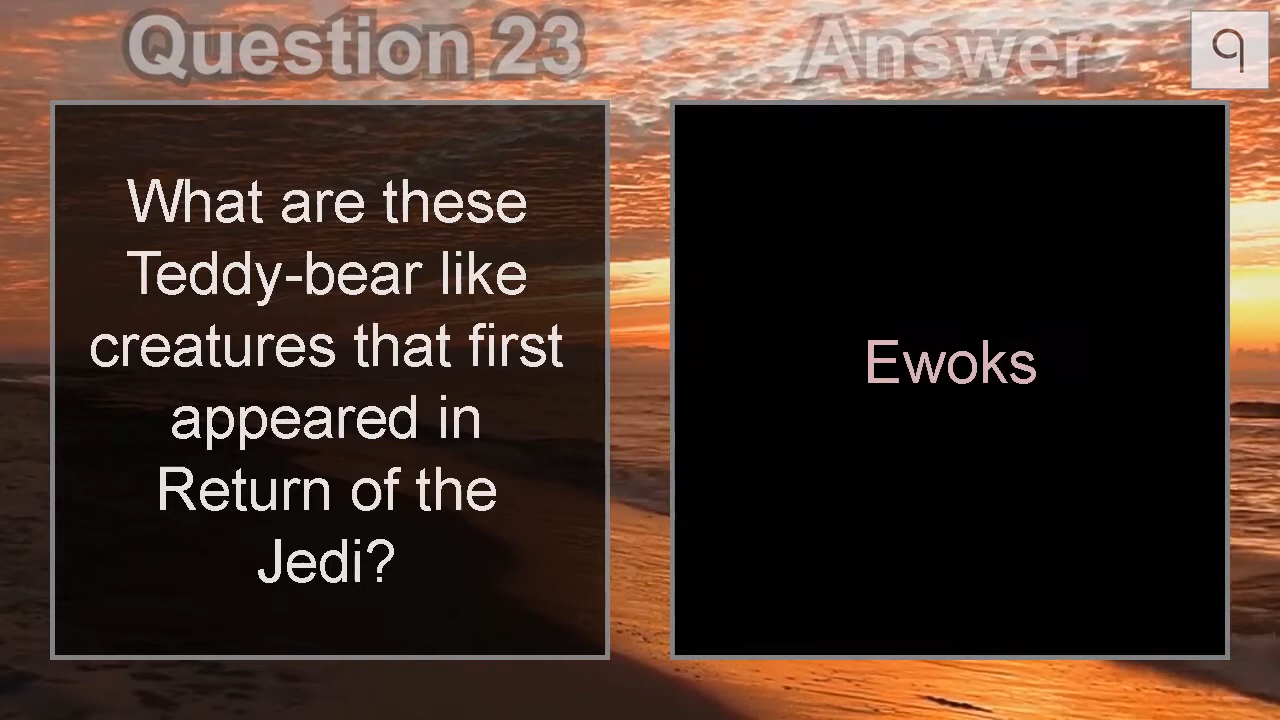 Question 23
Answer
What are these
Teddy-bear like
creatures that first
appeared in
Return of the
Jedi?
Ewoks